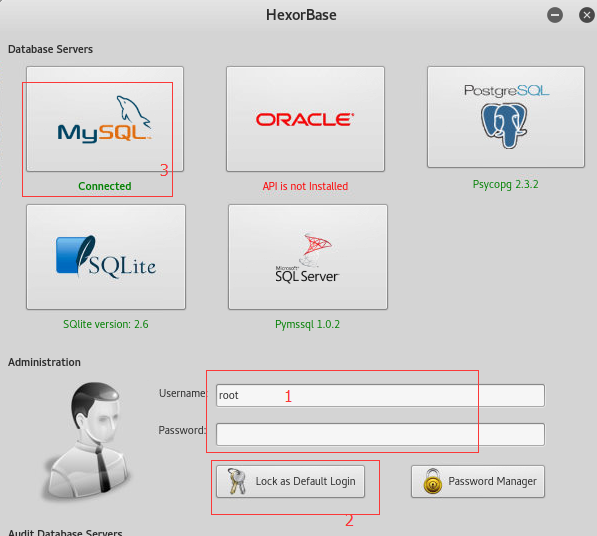 HexorBase
Database Servers
MySQL
ORACLE
PostgreSQL
3
Connected
API is not Installed
Psycopg 2.3.2
SQLite
Microsoft
SQL Server
SQlite version: 2.6
Pymssql 1.0.2
Administration
Username:
root
1
Password:
Lock as Default Login
Password Manager
2
Audit Database Servers